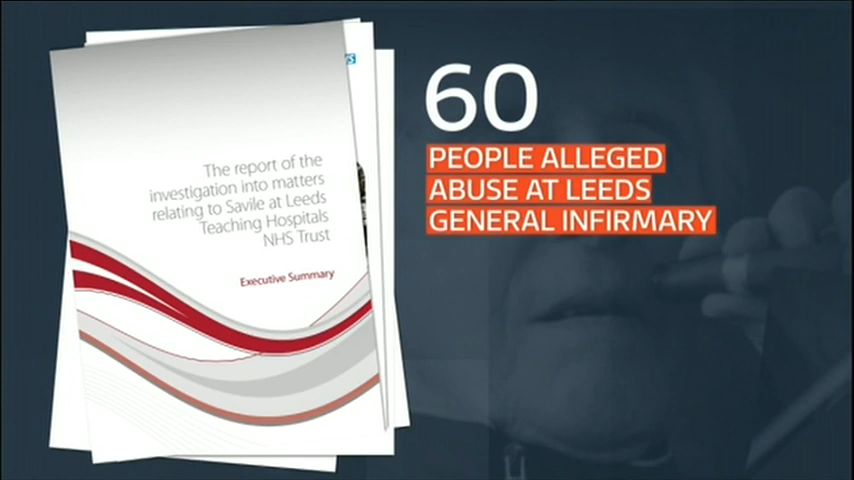 The report of the
investigation into matters
relating to Savile at Leeds
Teaching Hospitals
NHS Trust
Executive Summary
60
PEOPLE ALLEGED
ABUSE AT LEEDS
GENERAL INFIRMARY